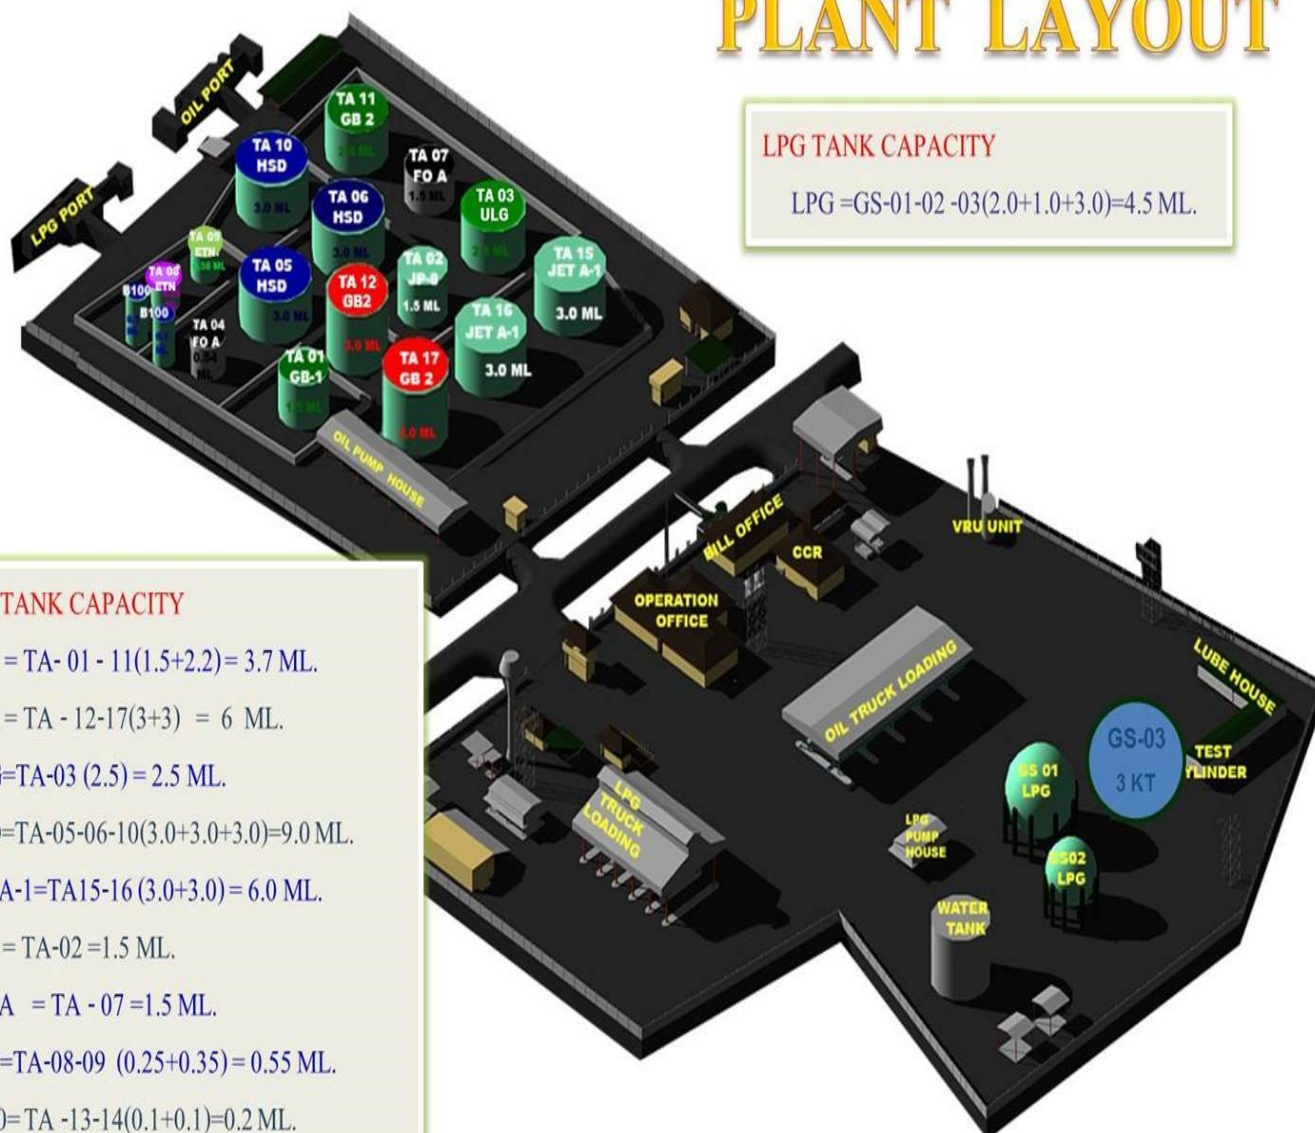 PLANT LAYOUT
LPG TANK CAPACITY
LPG =GS-01-02 -03(2.0+1.0+3.0)=4.5 ML.
OIL PORT
LPG PORT
TA 11
GB 2
TA 10
HSD
3.0 ML
TA 07
FO A
1.5 ML
TA 06
HSD
3.0 ML
TA 03
ULG
TA 09
ETN.
TA 08
ETN
B100
B100
TA 05
HSD
3.0 ML
TA 12
GB2
TA 02
JP-8
1.5 ML
TA 15
JET A-1
3.0 ML
TA 16
JET A-1
3.0 ML
TA 04
FO A
0.54
ML
TA 01
GB-1
TA 17
GB 2
OIL PUMP HOUSE
BILL OFFICE
CCR
VRU UNIT
OPERATION
OFFICE
OIL TRUCK LOADING
LUBE HOUSE
TEST
YLINDER
GS-03
3 KT
GS 01
LPG
GS02
LPG
LPG
PUMP
HOUSE
LPG
TRUCK
LOADING
WATER
TANK
TANK CAPACITY
= TA- 01 - 11(1.5+2.2)= 3.7 ML.
= TA - 12-17(3+3) = 6 ML.
=TA-03 (2.5) = 2.5 ML.
=TA-05-06-10(3.0+3.0+3.0)=9.0 ML.
A-1=TA15-16 (3.0+3.0) = 6.0 ML.
= TA-02 =1.5 ML.
A = TA - 07 =1.5 ML.
=TA-08-09 (0.25+0.35) = 0.55 ML.
0= TA -13-14(0.1+0.1)=0.2 ML.